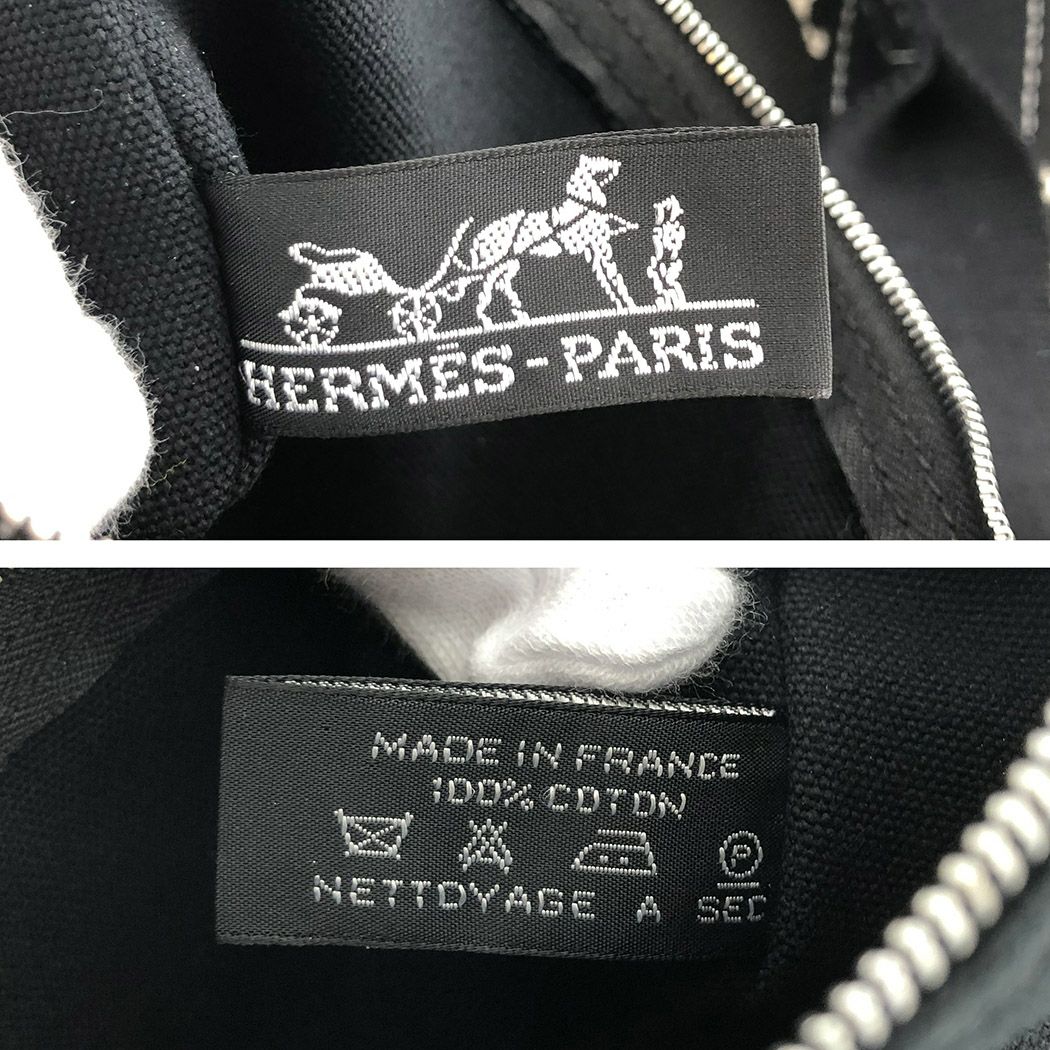 HERMÈS-PARIS
MADE IN FRANCE
100% COTON
P
NETTOYAGE A SEC